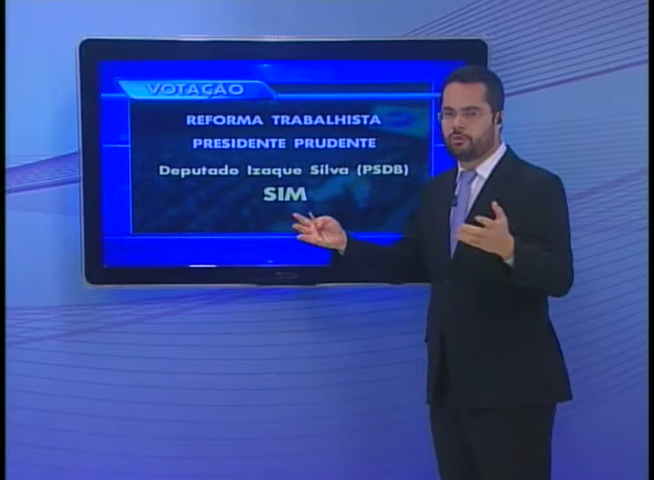 VOTAÇÃO
REFORMA TRABALHISTA
PRESIDENTE PRUDENTE
Deputado Izaque Silva (PSDB)
SIM